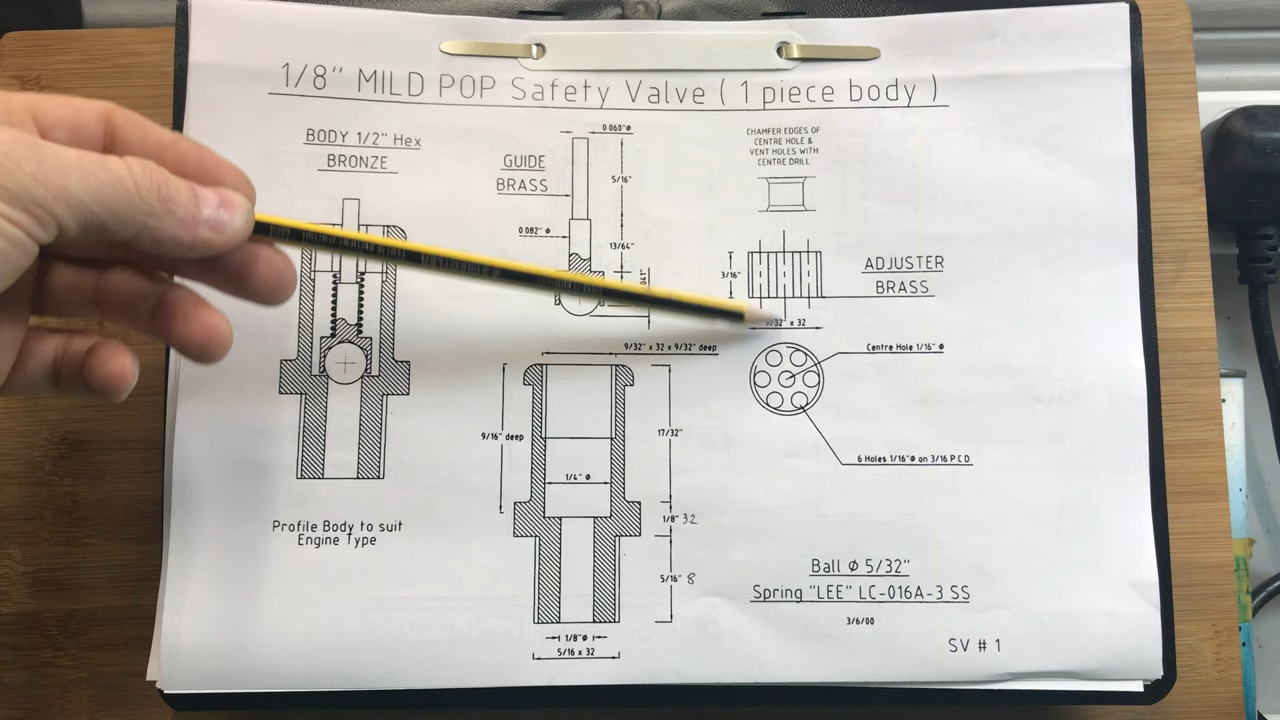 1/8" MILD POP Safety Valve ( 1 piece body )
BODY 1/2" Hex
BRONZE
GUIDE
BRASS
0.060"Ø
5/16"
0.082" Ø
13/64"
.041"
CHAMFER EDGES OF
CENTRE HOLE &
VENT HOLES WITH
CENTRE DRILL
3/16"
ADJUSTER
BRASS
9/32" x 32
Centre Hole 1/16" Ø
6 Holes 1/16"Ø on 3/16 P.C.D
9/32" x 32 x 9/32" deep
9/16" deep
17/32"
1/4" Ø
1/8" 32
5/16" 8
1/8"Ø
5/16 x 32
Profile Body to suit
Engine Type
Ball Ø 5/32"
Spring "LEE" LC-016A-3 SS
3/6/00
SV # 1